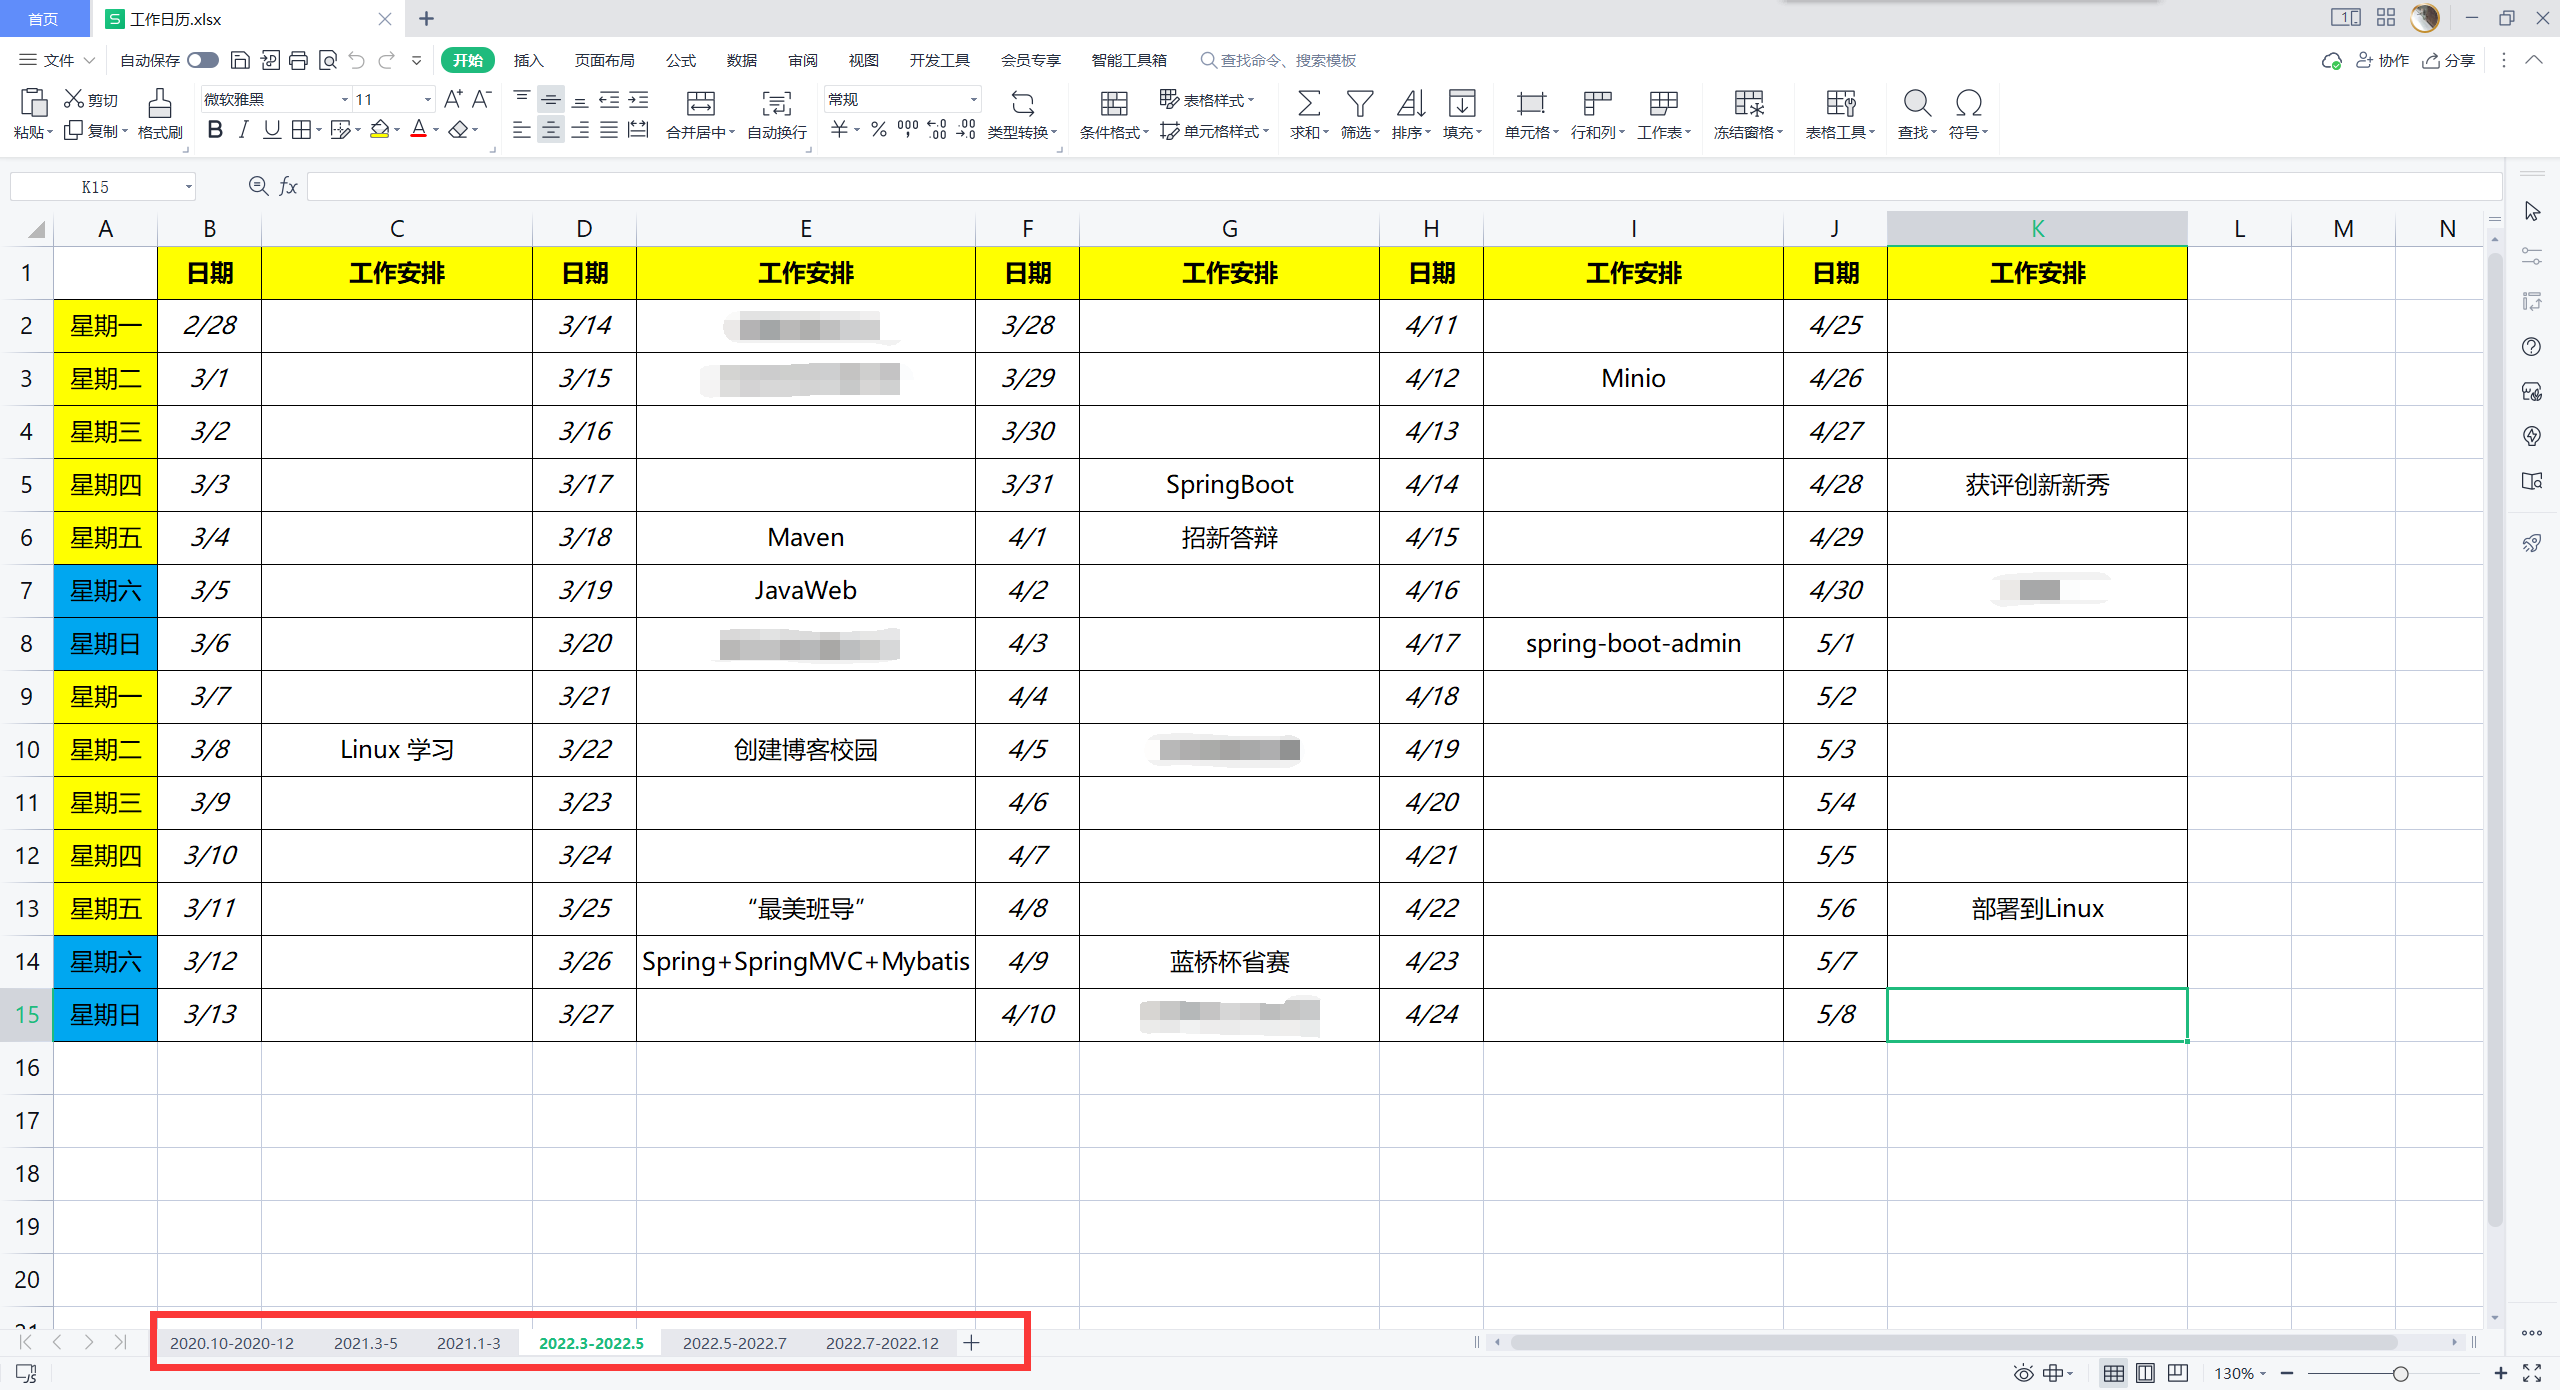 首页 工作日历.xlsx
文件 自动保存 开始 插入 页面布局 公式 数据 审阅 视图 开发工具 会员专享 智能工具箱 查找命令、搜索模板 协作 分享
剪切 微软雅黑 11 常规 表格样式
粘贴 复制 格式刷 合并居中 自动换行 类型转换 条件格式 单元格样式 求和 筛选 排序 填充 单元格 行和列 工作表 冻结窗格 表格工具 查找 符号
K15 fx
A B C D E F G H I J K L M N
1 日期 工作安排 日期 工作安排 日期 工作安排 日期 工作安排 日期 工作安排
2 星期一 2/28 3/14 3/28 4/11 4/25
3 星期二 3/1 3/15 3/29 4/12 Minio 4/26
4 星期三 3/2 3/16 3/30 4/13 4/27
5 星期四 3/3 3/17 3/31 SpringBoot 4/14 4/28 获评创新新秀
6 星期五 3/4 3/18 Maven 4/1 招新答辩 4/15 4/29
7 星期六 3/5 3/19 JavaWeb 4/2 4/16 4/30
8 星期日 3/6 3/20 4/3 4/17 spring-boot-admin 5/1
9 星期一 3/7 3/21 4/4 4/18 5/2
10 星期二 3/8 Linux 学习 3/22 创建博客校园 4/5 4/19 5/3
11 星期三 3/9 3/23 4/6 4/20 5/4
12 星期四 3/10 3/24 4/7 4/21 5/5
13 星期五 3/11 3/25 “最美班导” 4/8 4/22 5/6 部署到Linux
14 星期六 3/12 3/26 Spring+SpringMVC+Mybatis 4/9 蓝桥杯省赛 4/23 5/7
15 星期日 3/13 3/27 4/10 4/24 5/8
16
17
18
19
20
2020.10-2020-12 2021.3-5 2021.1-3 2022.3-2022.5 2022.5-2022.7 2022.7-2022.12
130%